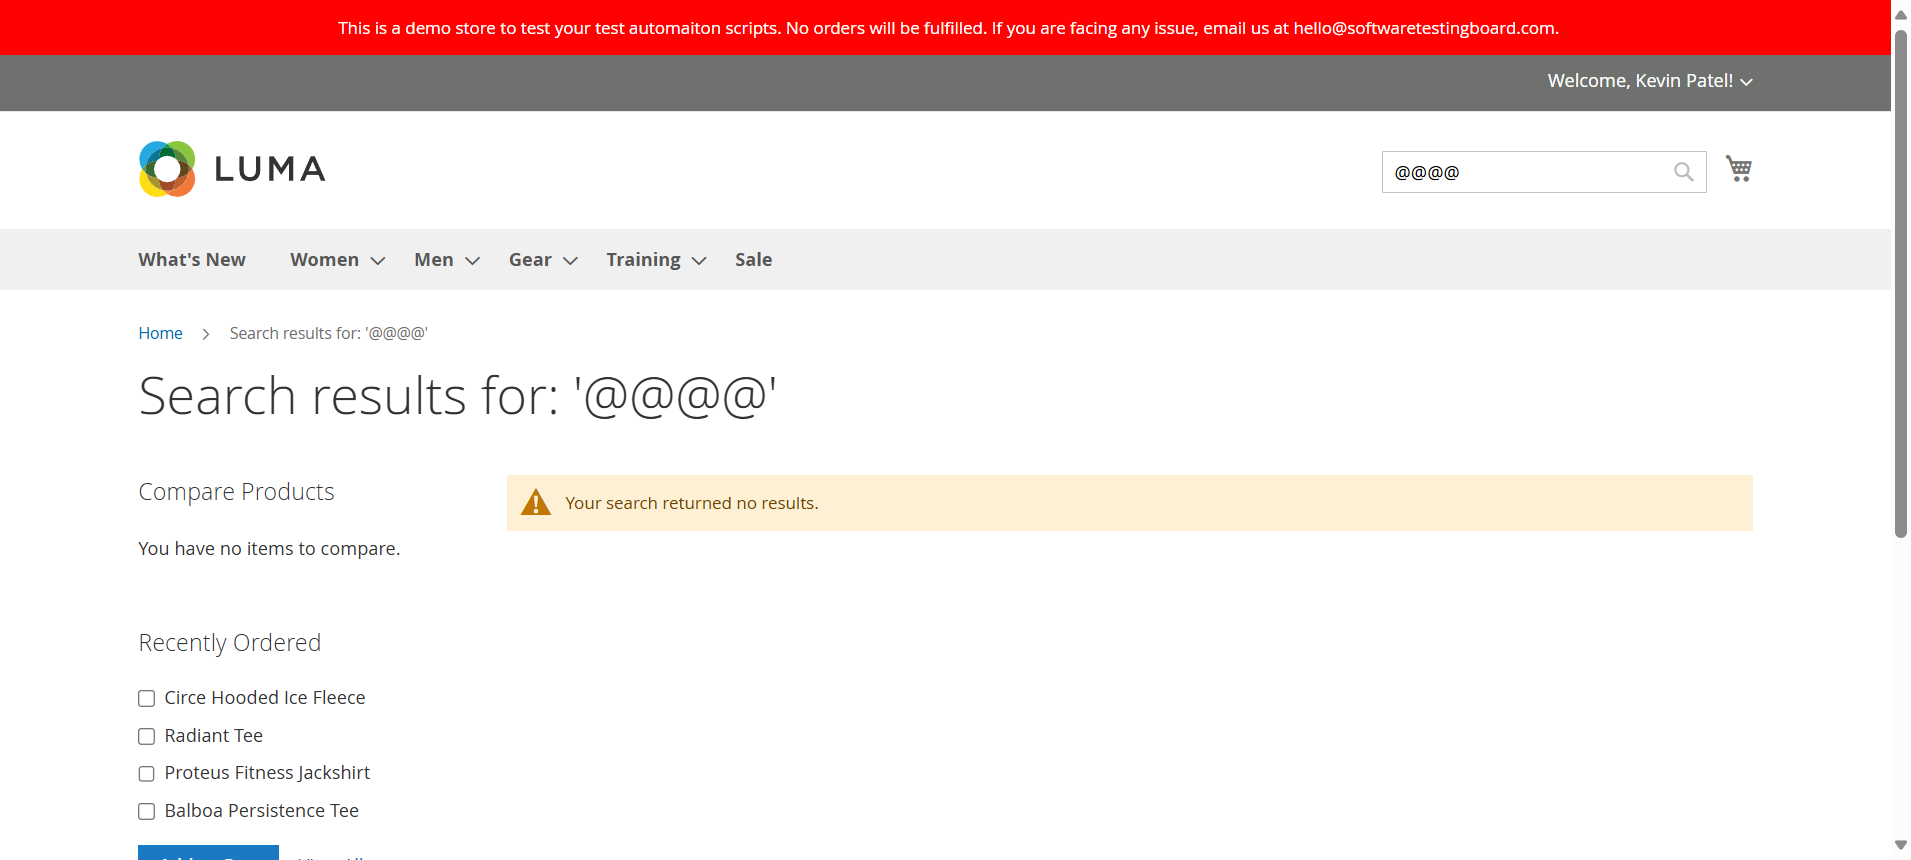 This is a demo store to test your test automaiton scripts. No orders will be fulfilled. If you are facing any issue, email us at hello@softwaretestingboard.com.
Welcome, Kevin Patel!
LUMA
@@@@
What's New Women Men Gear Training Sale
Home Search results for: '@@@@'
Search results for: '@@@@'
Compare Products
Your search returned no results.
You have no items to compare.
Recently Ordered
Circe Hooded Ice Fleece
Radiant Tee
Proteus Fitness Jackshirt
Balboa Persistence Tee